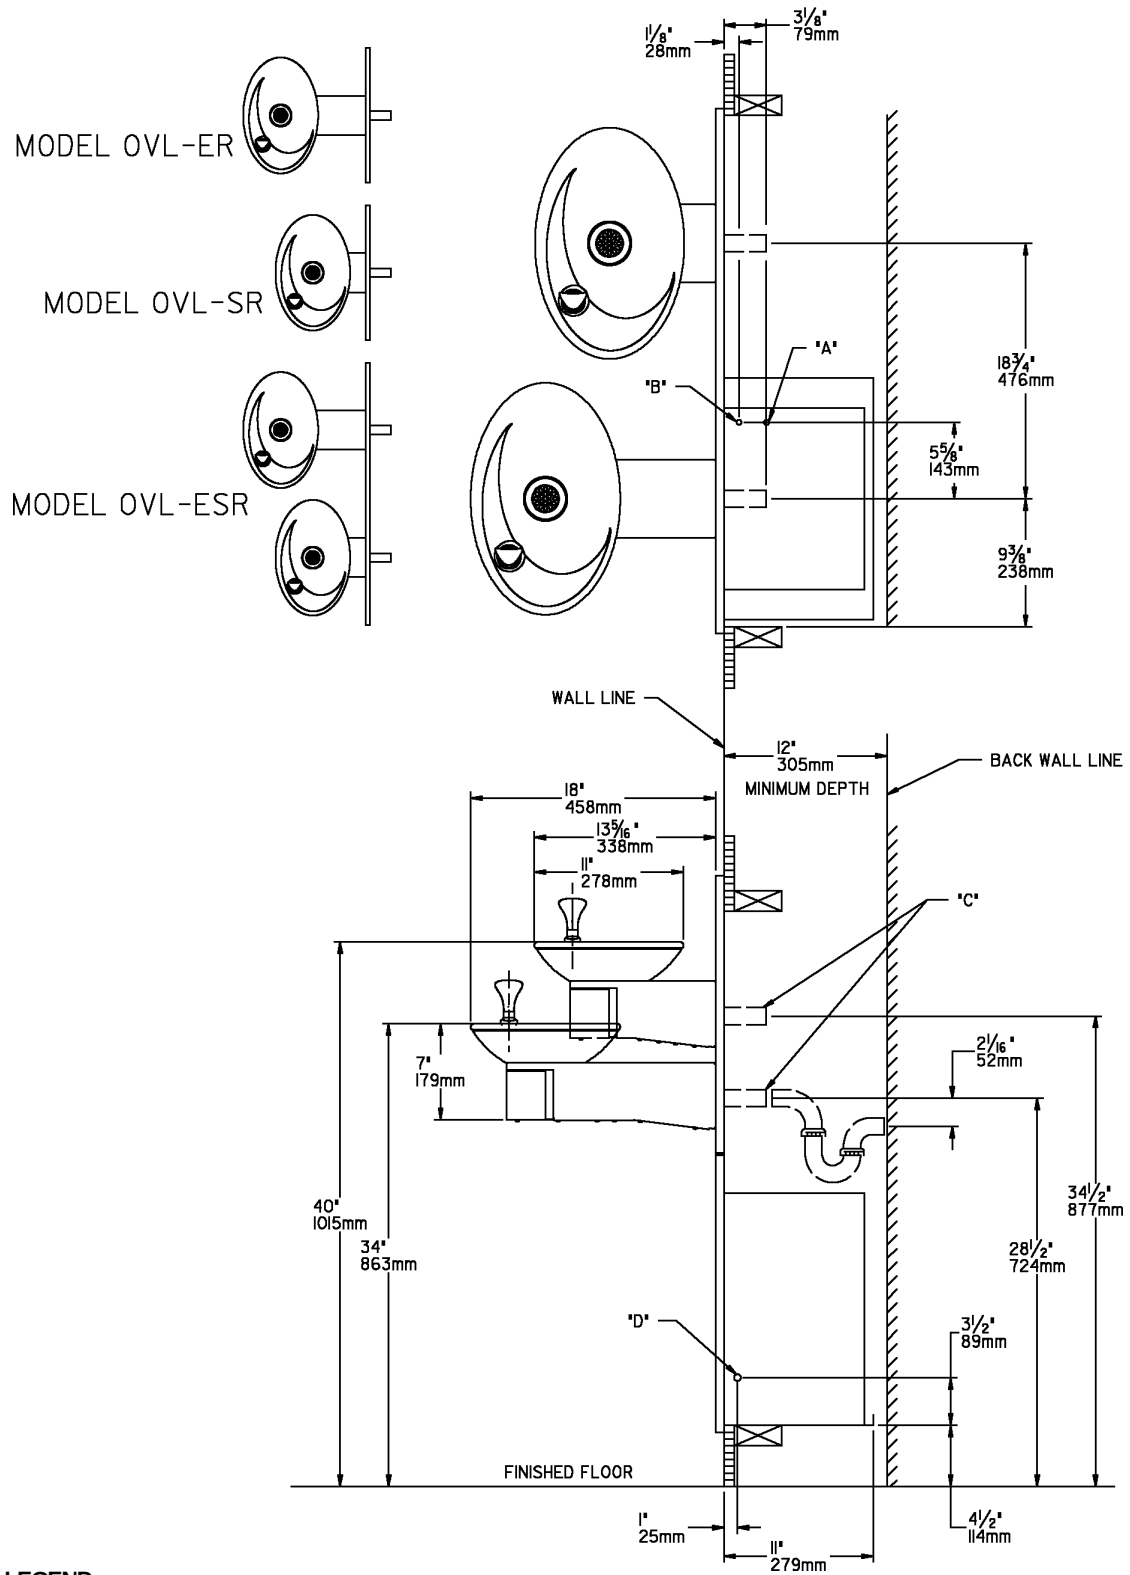 3 1/8"
79mm
1 1/8"
28mm
MODEL OVL-ER
MODEL OVL-SR
MODEL OVL-ESR
"A"
"B"
18 3/4"
476mm
5 5/8"
143mm
9 3/8"
238mm
WALL LINE
12"
305mm
MINIMUM DEPTH
BACK WALL LINE
18"
458mm
13 5/16"
338mm
11"
278mm
"C"
2 1/16"
52mm
7"
179mm
40"
1015mm
34"
863mm
34 1/2"
877mm
28 1/2"
724mm
"D"
3 1/2"
89mm
FINISHED FLOOR
1"
25mm
4 1/2"
114mm
11"
279mm
LEGEND